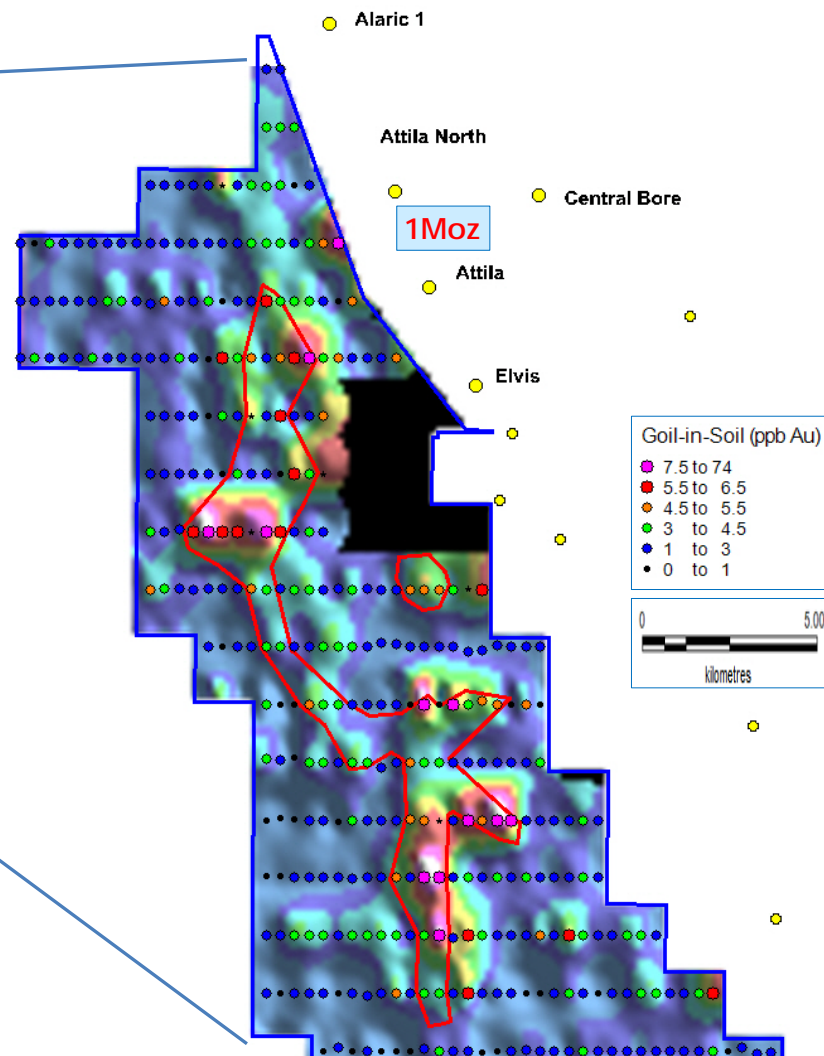 Alaric 1
Attila North
Central Bore
1Moz
Attila
Elvis
Goil-in-Soil (ppb Au)
7.5 to 74
5.5 to 6.5
4.5 to 5.5
3 to 4.5
1 to 3
0 to 1
0 5.00
kilometres